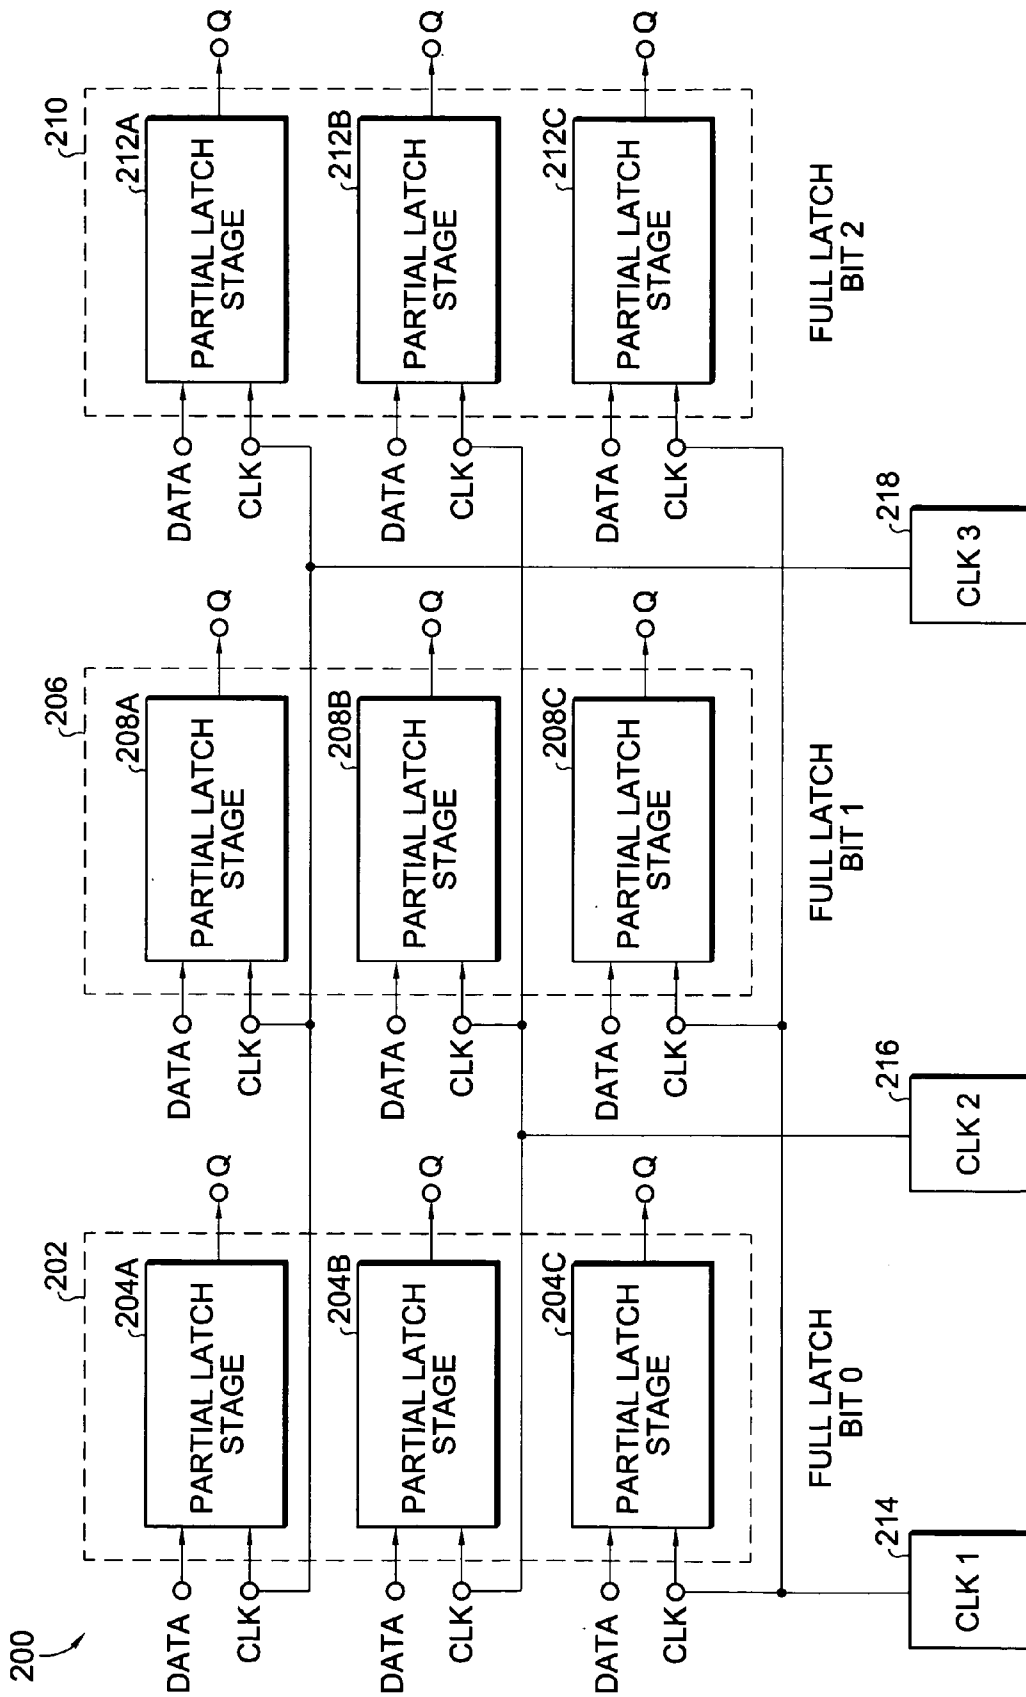 200
202
204A
PARTIAL LATCH
STAGE
DATA
CLK
Q
204B
PARTIAL LATCH
STAGE
DATA
CLK
Q
204C
PARTIAL LATCH
STAGE
DATA
CLK
Q
FULL LATCH
BIT 0
206
208A
PARTIAL LATCH
STAGE
DATA
CLK
Q
208B
PARTIAL LATCH
STAGE
DATA
CLK
Q
208C
PARTIAL LATCH
STAGE
DATA
CLK
Q
FULL LATCH
BIT 1
210
212A
PARTIAL LATCH
STAGE
DATA
CLK
Q
212B
PARTIAL LATCH
STAGE
DATA
CLK
Q
212C
PARTIAL LATCH
STAGE
DATA
CLK
Q
FULL LATCH
BIT 2
214
CLK 1
216
CLK 2
218
CLK 3